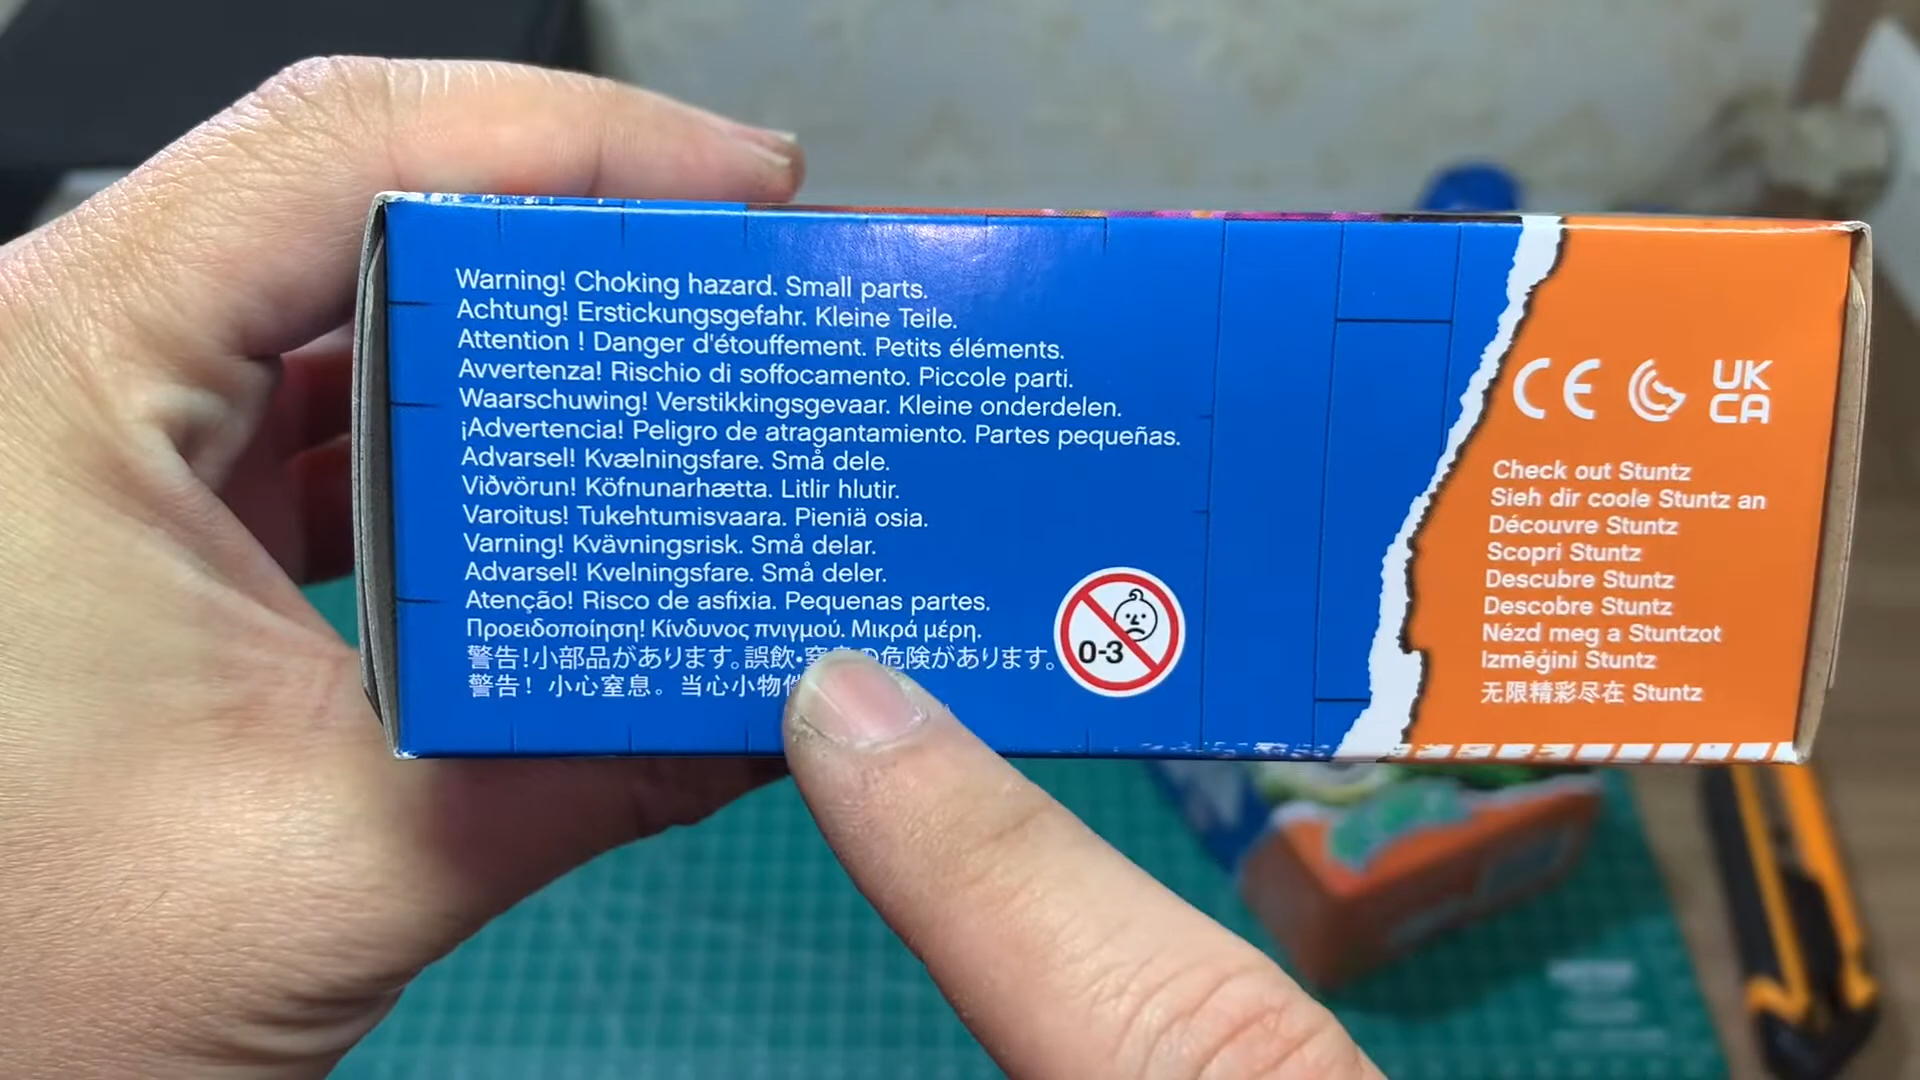 Warning! Choking hazard. Small parts.
Achtung! Erstickungsgefahr. Kleine Teile.
Attention ! Danger d'étouffement. Petits éléments.
Avvertenza! Rischio di soffocamento. Piccole parti.
Waarschuwing! Verstikkingsgevaar. Kleine onderdelen.
¡Advertencia! Peligro de atragantamiento. Partes pequeñas.
Advarsel! Kvælningsfare. Små dele.
Viðvörun! Köfnunarhætta. Litlir hlutir.
Varoitus! Tukehtumisvaara. Pieniä osia.
Varning! Kvävningsrisk. Små delar.
Advarsel! Kvelningsfare. Små deler.
Atenção! Risco de asfixia. Pequenas partes.
Προειδοποίηση! Κίνδυνος πνιγμού. Μικρά μέρη.
警告!小部品があります。誤飲・の危険があります。
警告! 小心窒息。 当心小物
0-3
CE
UK
CA
Check out Stuntz
Sieh dir coole Stuntz an
Découvre Stuntz
Scopri Stuntz
Descubre Stuntz
Descobre Stuntz
Nézd meg a Stuntzot
Izmēģini Stuntz
无限精彩尽在 Stuntz